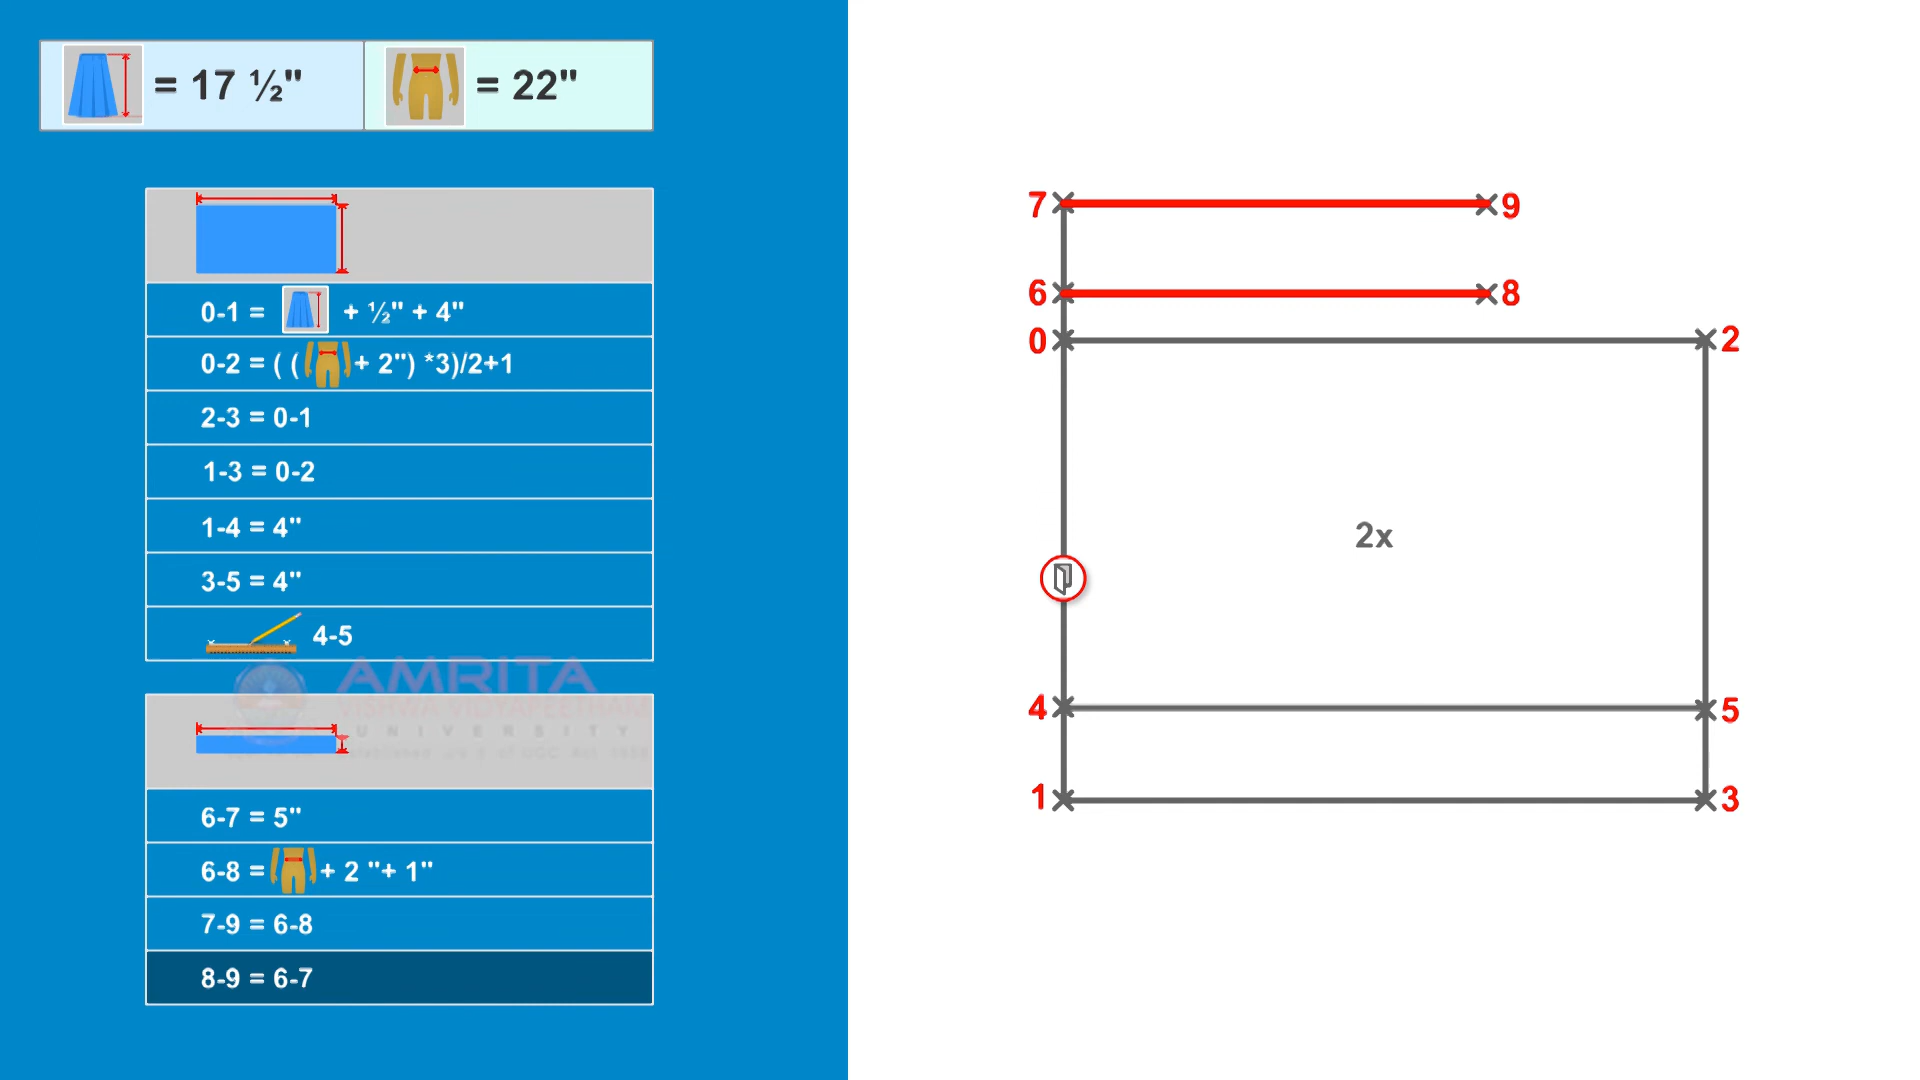 = 17 ½"
= 22"
0-1 = + ½" + 4"
0-2 = ( ( + 2") *3)/2+1
2-3 = 0-1
1-3 = 0-2
1-4 = 4"
3-5 = 4"
4-5
AMRITA
VISHWA VIDYAPEETHAM
UNIVERSITY
6-7 = 5"
6-8 = + 2 "+ 1"
7-9 = 6-8
8-9 = 6-7
7 9
6 8
0 2
2x
4 5
1 3